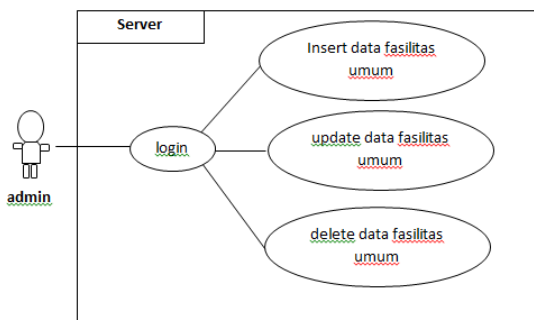 Server
Insert data fasilitas
umum
update data fasilitas
umum
login
admin
delete data fasilitas
umum